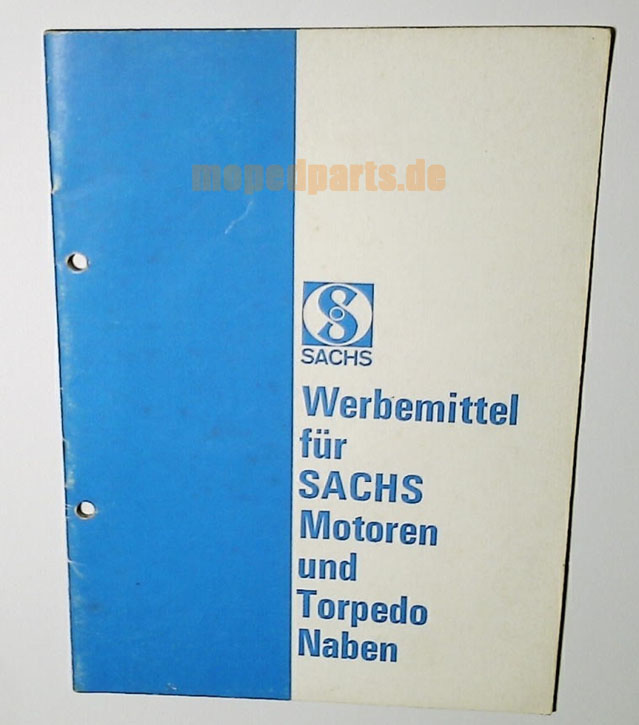 mopedparts.de
SACHS
Werbemittel
für
SACHS
Motoren
und
Torpedo
Naben